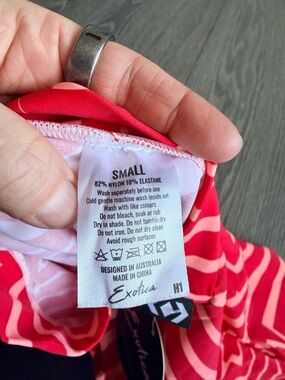 SMALL
82% NYLON 18% ELASTANE
Wash separately before use
Cold gentle machine wash inside out
Wash with like colours
Do not bleach, soak or rub
Dry in shade. Do not tumble dry
Do not iron. Do not dry clean
Avoid rough surfaces
DESIGNED IN AUSTRALIA
MADE IN CHINA
Exotica
H1